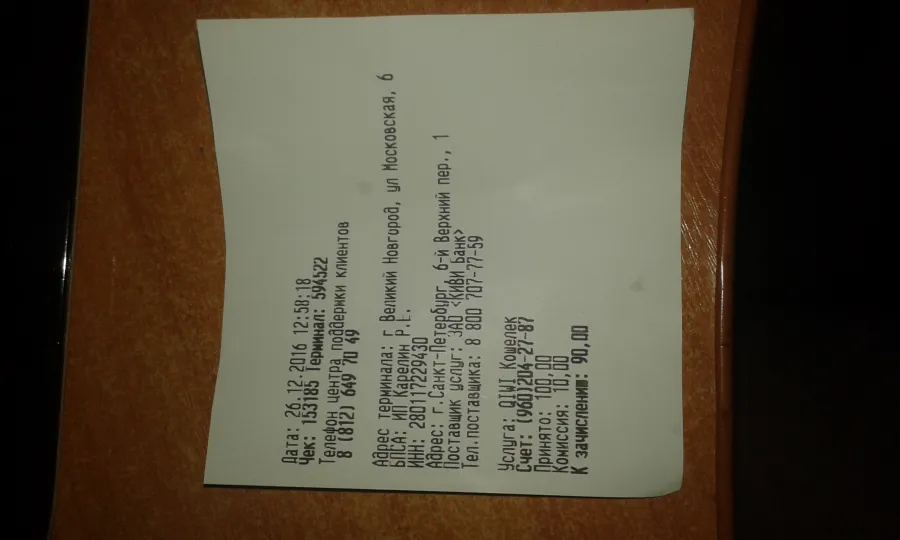 Дата: 26.12.2016 12:58:18
Чек: 153185 Терминал: 594522
Телефон центра поддержки клиентов
8 (812) 649 70 49
Адрес терминала: г Великий Новгород, ул Московская, 6
БПСА: ИП Карелин Р.Е.
ИНН: 280117229430
Адрес: г.Санкт-Петербург, 6-й Верхний пер., 1
Поставщик услуг: ЗАО <Киви Банк>
Тел.поставщика: 8 800 707-77-59
Услуга: QIWI Кошелек
Счет: (960)204-27-87
Принято: 100,00
Комиссия: 10,00
К зачислению: 90,00